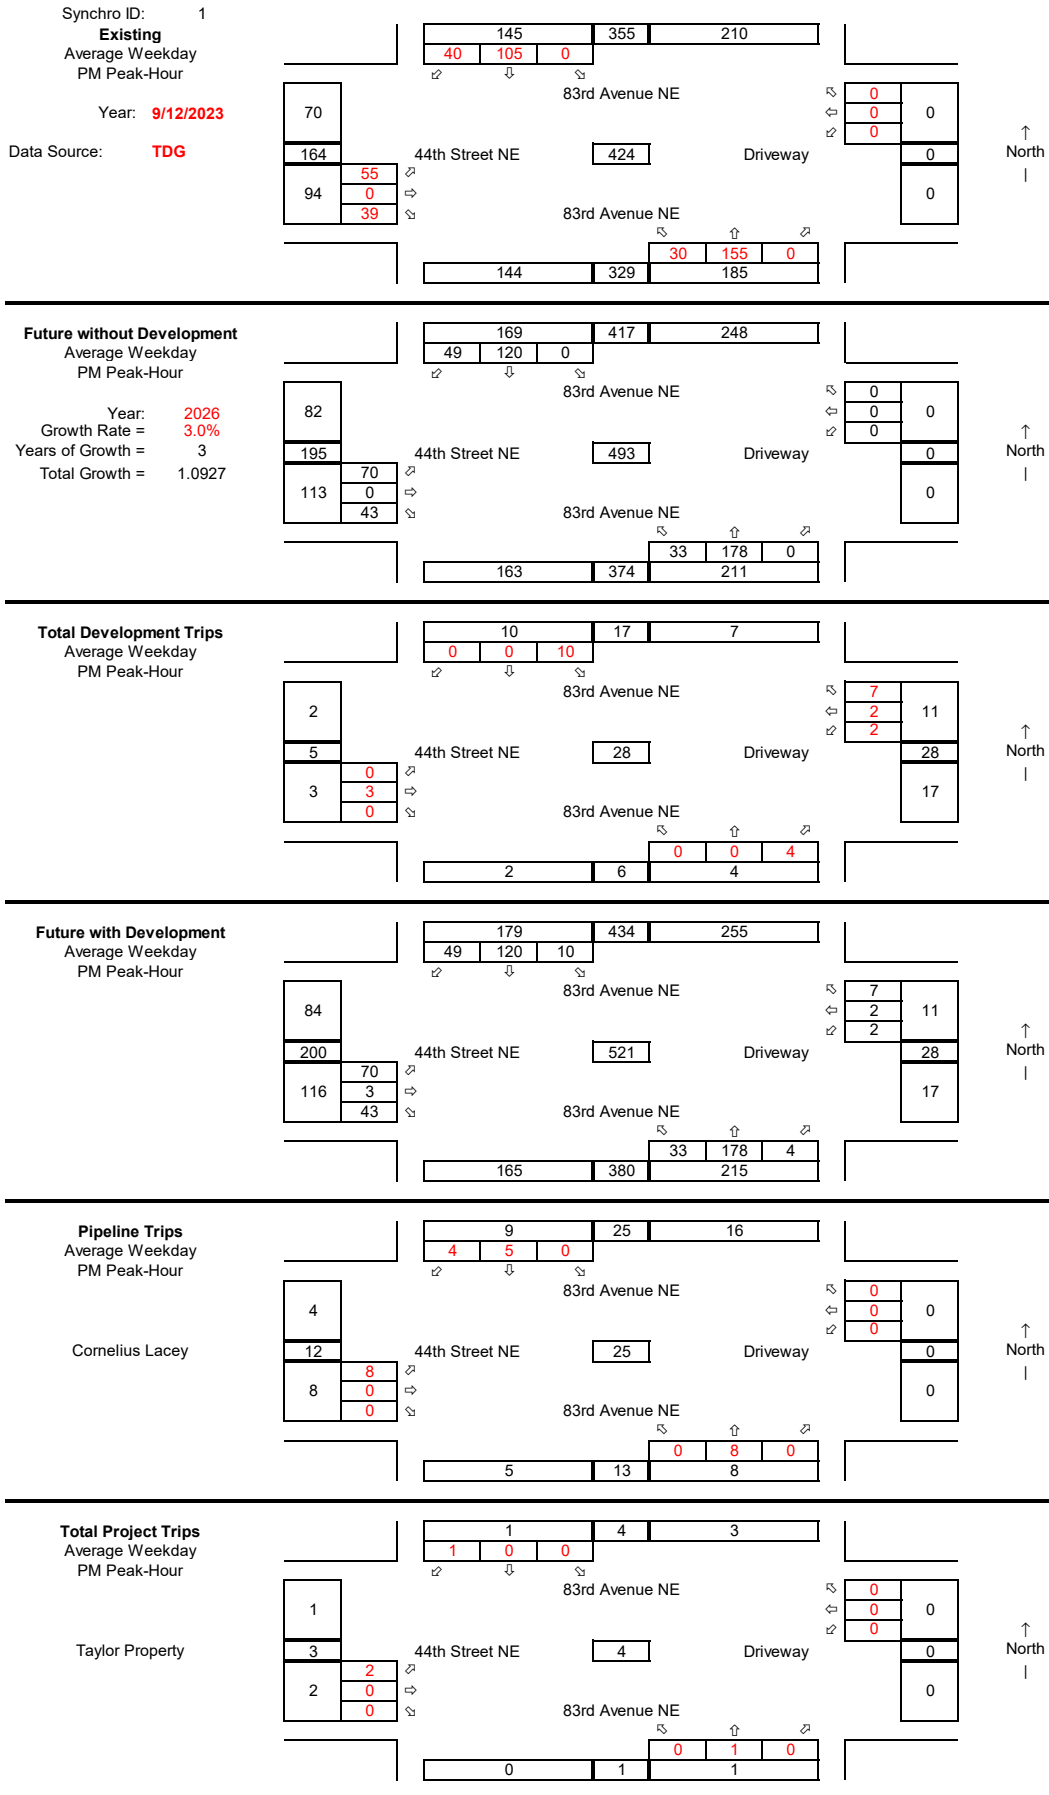 Synchro ID: 1
Existing
Average Weekday
PM Peak-Hour
Year: 9/12/2023
Data Source: TDG
145 355 210
40 105 0
⬃ ⇩ ⬂
83rd Avenue NE
70
164
94
55 ⬀
0 ⇨
39 ⬂
44th Street NE 424 Driveway
⬁ 0
⇦ 0
⬃ 0
0
0
0
83rd Avenue NE
⬁ ⇧ ⬀
30 155 0
144 329 185
↑
North
|
Future without Development
Average Weekday
PM Peak-Hour
Year: 2026
Growth Rate = 3.0%
Years of Growth = 3
Total Growth = 1.0927
169 417 248
49 120 0
⬃ ⇩ ⬂
83rd Avenue NE
82
195
113
70 ⬀
0 ⇨
43 ⬂
44th Street NE 493 Driveway
⬁ 0
⇦ 0
⬃ 0
0
0
0
83rd Avenue NE
⬁ ⇧ ⬀
33 178 0
163 374 211
↑
North
|
Total Development Trips
Average Weekday
PM Peak-Hour
10 17 7
0 0 10
⬃ ⇩ ⬂
83rd Avenue NE
2
5
3
0 ⬀
3 ⇨
0 ⬂
44th Street NE 28 Driveway
⬁ 7
⇦ 2
⬃ 2
11
28
17
83rd Avenue NE
⬁ ⇧ ⬀
0 0 4
2 6 4
↑
North
|
Future with Development
Average Weekday
PM Peak-Hour
179 434 255
49 120 10
⬃ ⇩ ⬂
83rd Avenue NE
84
200
116
70 ⬀
3 ⇨
43 ⬂
44th Street NE 521 Driveway
⬁ 7
⇦ 2
⬃ 2
11
28
17
83rd Avenue NE
⬁ ⇧ ⬀
33 178 4
165 380 215
↑
North
|
Pipeline Trips
Average Weekday
PM Peak-Hour
Cornelius Lacey
9 25 16
4 5 0
⬃ ⇩ ⬂
83rd Avenue NE
4
12
8
8 ⬀
0 ⇨
0 ⬂
44th Street NE 25 Driveway
⬁ 0
⇦ 0
⬃ 0
0
0
0
83rd Avenue NE
⬁ ⇧ ⬀
0 8 0
5 13 8
↑
North
|
Total Project Trips
Average Weekday
PM Peak-Hour
Taylor Property
1 4 3
1 0 0
⬃ ⇩ ⬂
83rd Avenue NE
1
3
2
2 ⬀
0 ⇨
0 ⬂
44th Street NE 4 Driveway
⬁ 0
⇦ 0
⬃ 0
0
0
0
83rd Avenue NE
⬁ ⇧ ⬀
0 1 0
0 1 1
↑
North
|